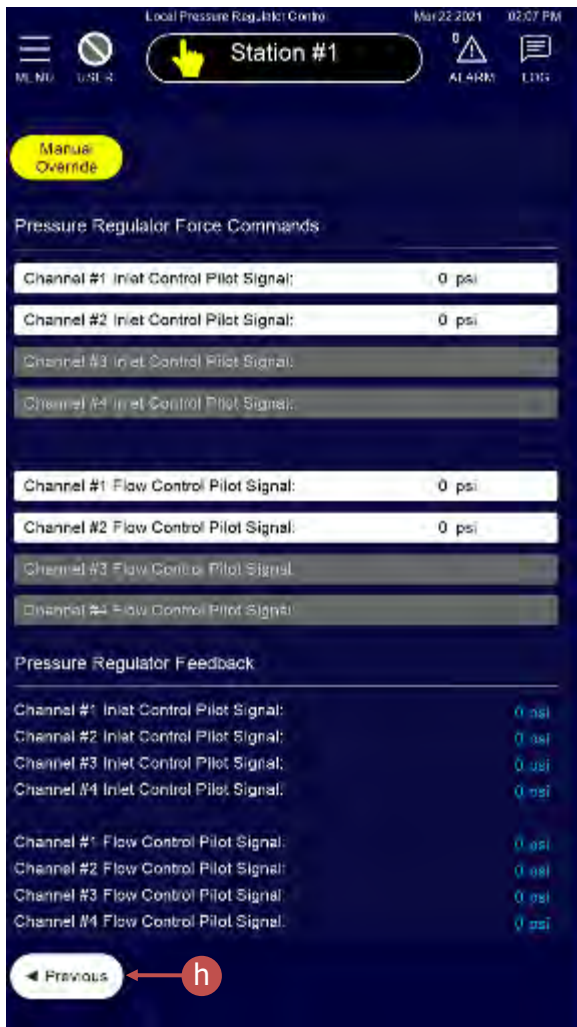 Local Pressure Regulator Control Mar 22 2021 02:07 PM
MENU USER Station #1 0 ALARM LOG
Manual
Override
Pressure Regulator Force Commands
Channel #1 Inlet Control Pilot Signal: 0 psi
Channel #2 Inlet Control Pilot Signal: 0 psi
Channel #3 Inlet Control Pilot Signal:
Channel #4 Inlet Control Pilot Signal:
Channel #1 Flow Control Pilot Signal: 0 psi
Channel #2 Flow Control Pilot Signal: 0 psi
Channel #3 Flow Control Pilot Signal:
Channel #4 Flow Control Pilot Signal:
Pressure Regulator Feedback
Channel #1 Inlet Control Pilot Signal: 0 psi
Channel #2 Inlet Control Pilot Signal: 0 psi
Channel #3 Inlet Control Pilot Signal: 0 psi
Channel #4 Inlet Control Pilot Signal: 0 psi
Channel #1 Flow Control Pilot Signal: 0 psi
Channel #2 Flow Control Pilot Signal: 0 psi
Channel #3 Flow Control Pilot Signal: 0 psi
Channel #4 Flow Control Pilot Signal: 0 psi
◄ Previous h